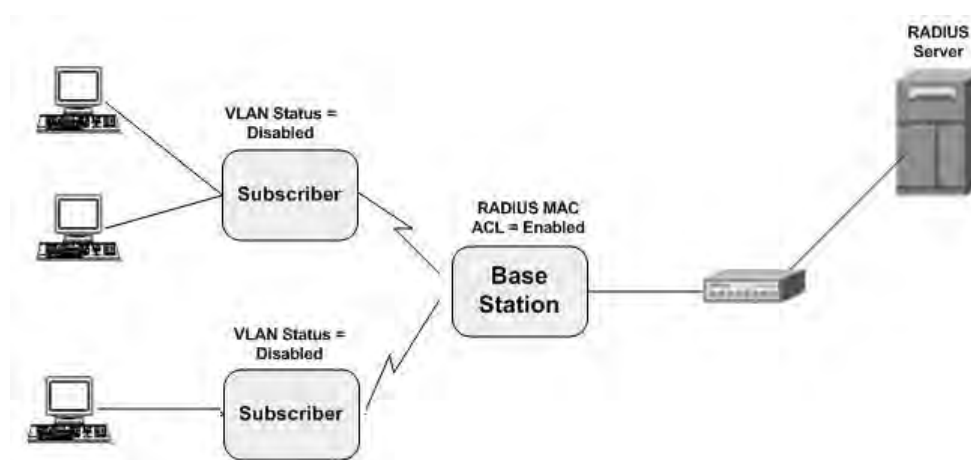 RADIUS
Server
VLAN Status =
Disabled
Subscriber
RADIUS MAC
ACL = Enabled
Base
Station
VLAN Status =
Disabled
Subscriber